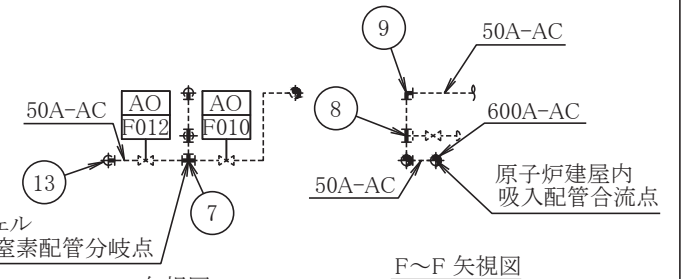 9
50A-AC
AO
F012
AO
F010
50A-AC
8
600A-AC
13
7
50A-AC
原子炉建屋内
吸入配管合流点
窒素配管分岐点
F～F 矢視図